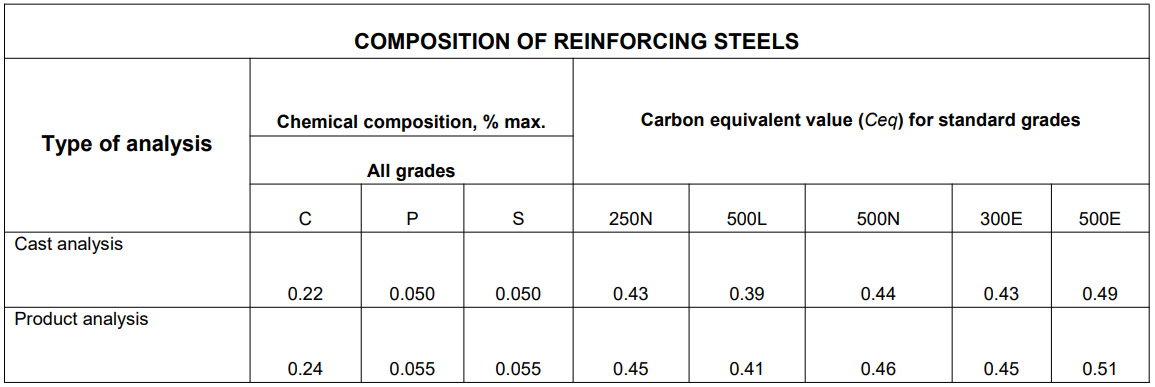 COMPOSITION OF REINFORCING STEELS
Type of analysis
Chemical composition, % max.
Carbon equivalent value (Ceq) for standard grades
All grades
C P S 250N 500L 500N 300E 500E
Cast analysis
0.22 0.050 0.050 0.43 0.39 0.44 0.43 0.49
Product analysis
0.24 0.055 0.055 0.45 0.41 0.46 0.45 0.51